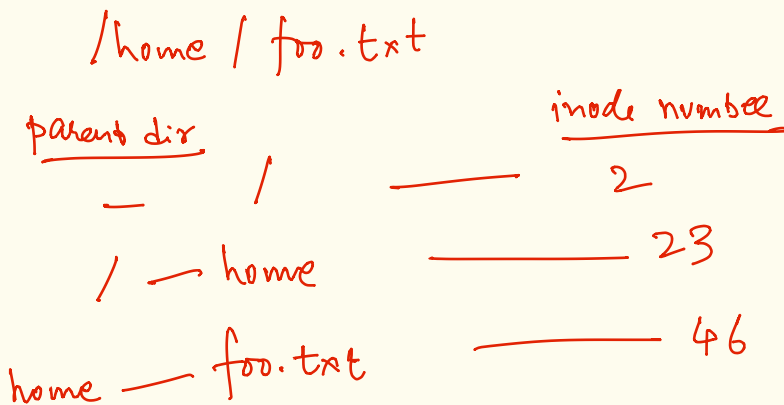 /home/foo.txt
parent dir inode number
— / — 2
/ — home — 23
home — foo.txt — 46